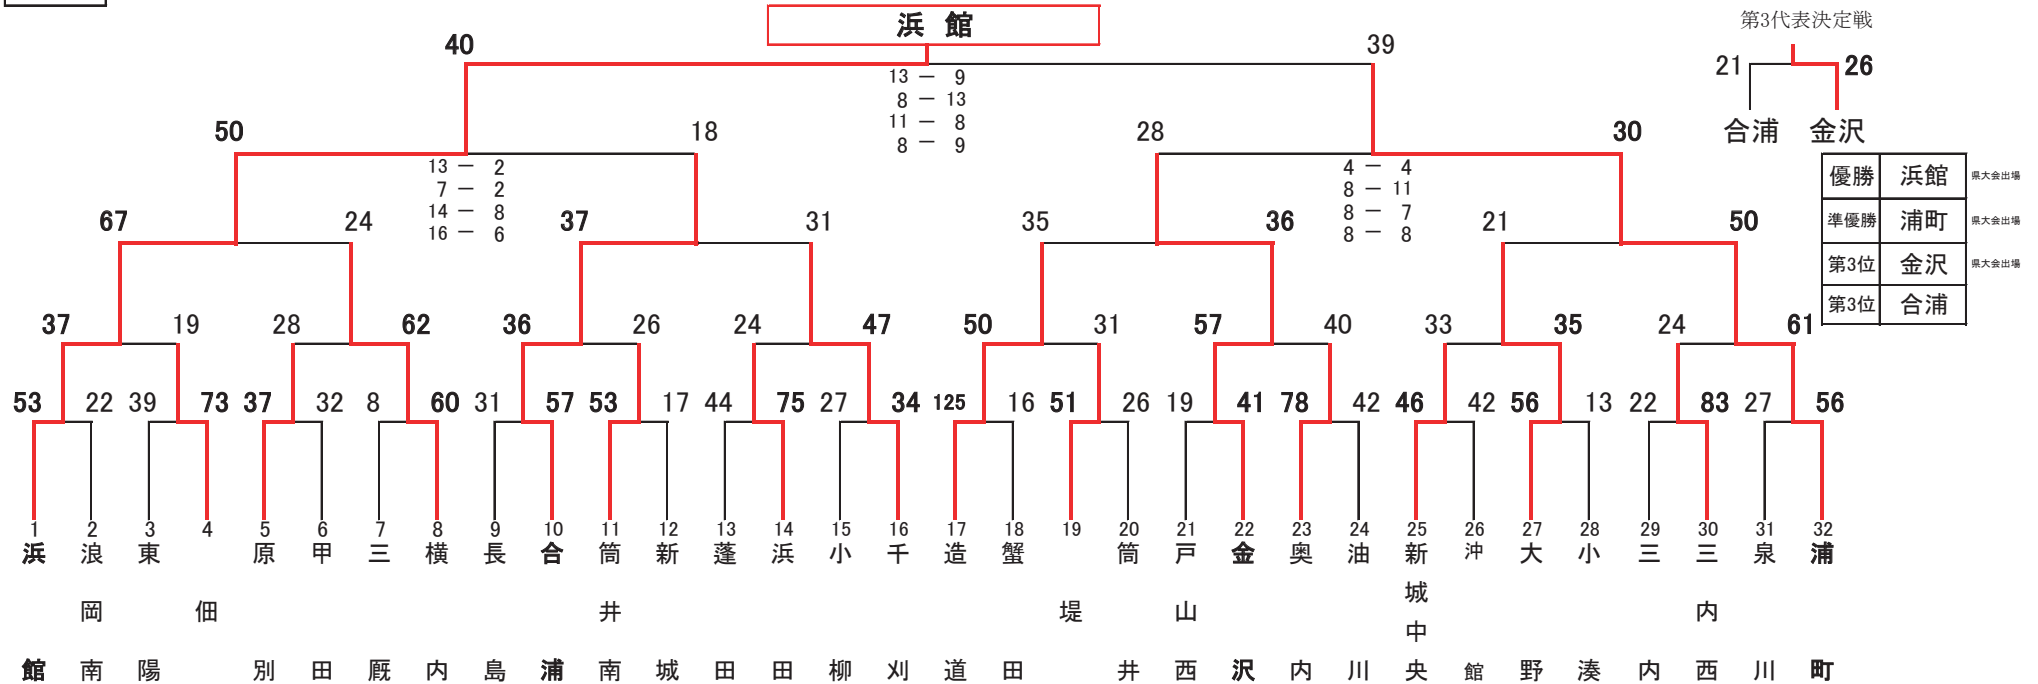 浜 館
第3代表決定戦
40 39
21 26
13 － 9
8 － 13
11 － 8
8 － 9
合浦 金沢
50 18 28 30
13 － 2
7 － 2
14 － 8
16 － 6
4 － 4
8 － 11
8 － 7
8 － 8
優勝 浜館 県大会出場
準優勝 浦町 県大会出場
第3位 金沢 県大会出場
第3位 合浦
67 24 37 31 35 36 21 50
37 19 28 62 36 26 24 47 50 31 57 40 33 35 24 61
53 22 39 73 37 32 8 60 31 57 53 17 44 75 27 34 125 16 51 26 19 41 78 42 46 42 56 13 22 83 27 56
1 浜館
2 浪岡南
3 東陽
4 佃
5 原別
6 甲田
7 三厩
8 横内
9 長島
10 合浦
11 筒井南
12 新城
13 蓬田
14 浜田
15 小柳
16 千刈
17 造道
18 蟹田
19 堤
20 筒井
21 戸山西
22 金沢
23 奥内
24 油川
25 新城中央
26 沖館
27 大野
28 小湊
29 三内
30 三内西
31 泉川
32 浦町